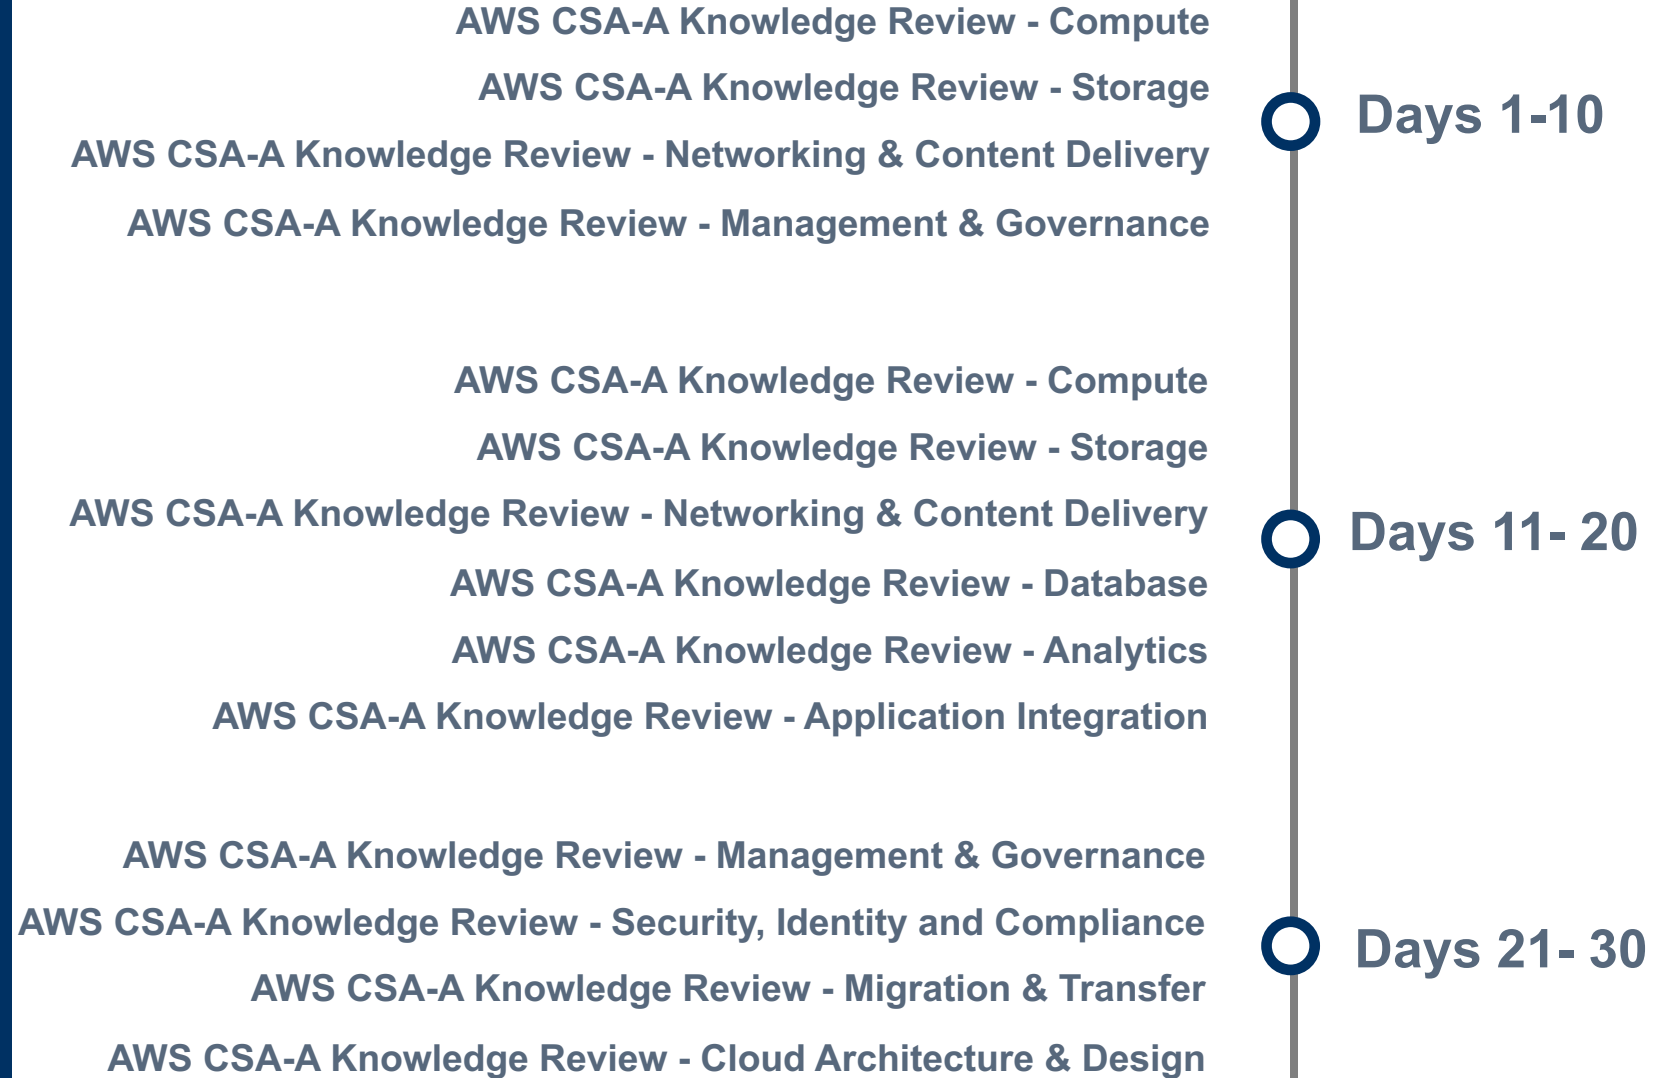 AWS CSA-A Knowledge Review - Compute
AWS CSA-A Knowledge Review - Storage
Days 1-10
AWS CSA-A Knowledge Review - Networking & Content Delivery
AWS CSA-A Knowledge Review - Management & Governance
AWS CSA-A Knowledge Review - Compute
AWS CSA-A Knowledge Review - Storage
AWS CSA-A Knowledge Review - Networking & Content Delivery
Days 11- 20
AWS CSA-A Knowledge Review - Database
AWS CSA-A Knowledge Review - Analytics
AWS CSA-A Knowledge Review - Application Integration
AWS CSA-A Knowledge Review - Management & Governance
AWS CSA-A Knowledge Review - Security, Identity and Compliance
Days 21- 30
AWS CSA-A Knowledge Review - Migration & Transfer
AWS CSA-A Knowledge Review - Cloud Architecture & Design